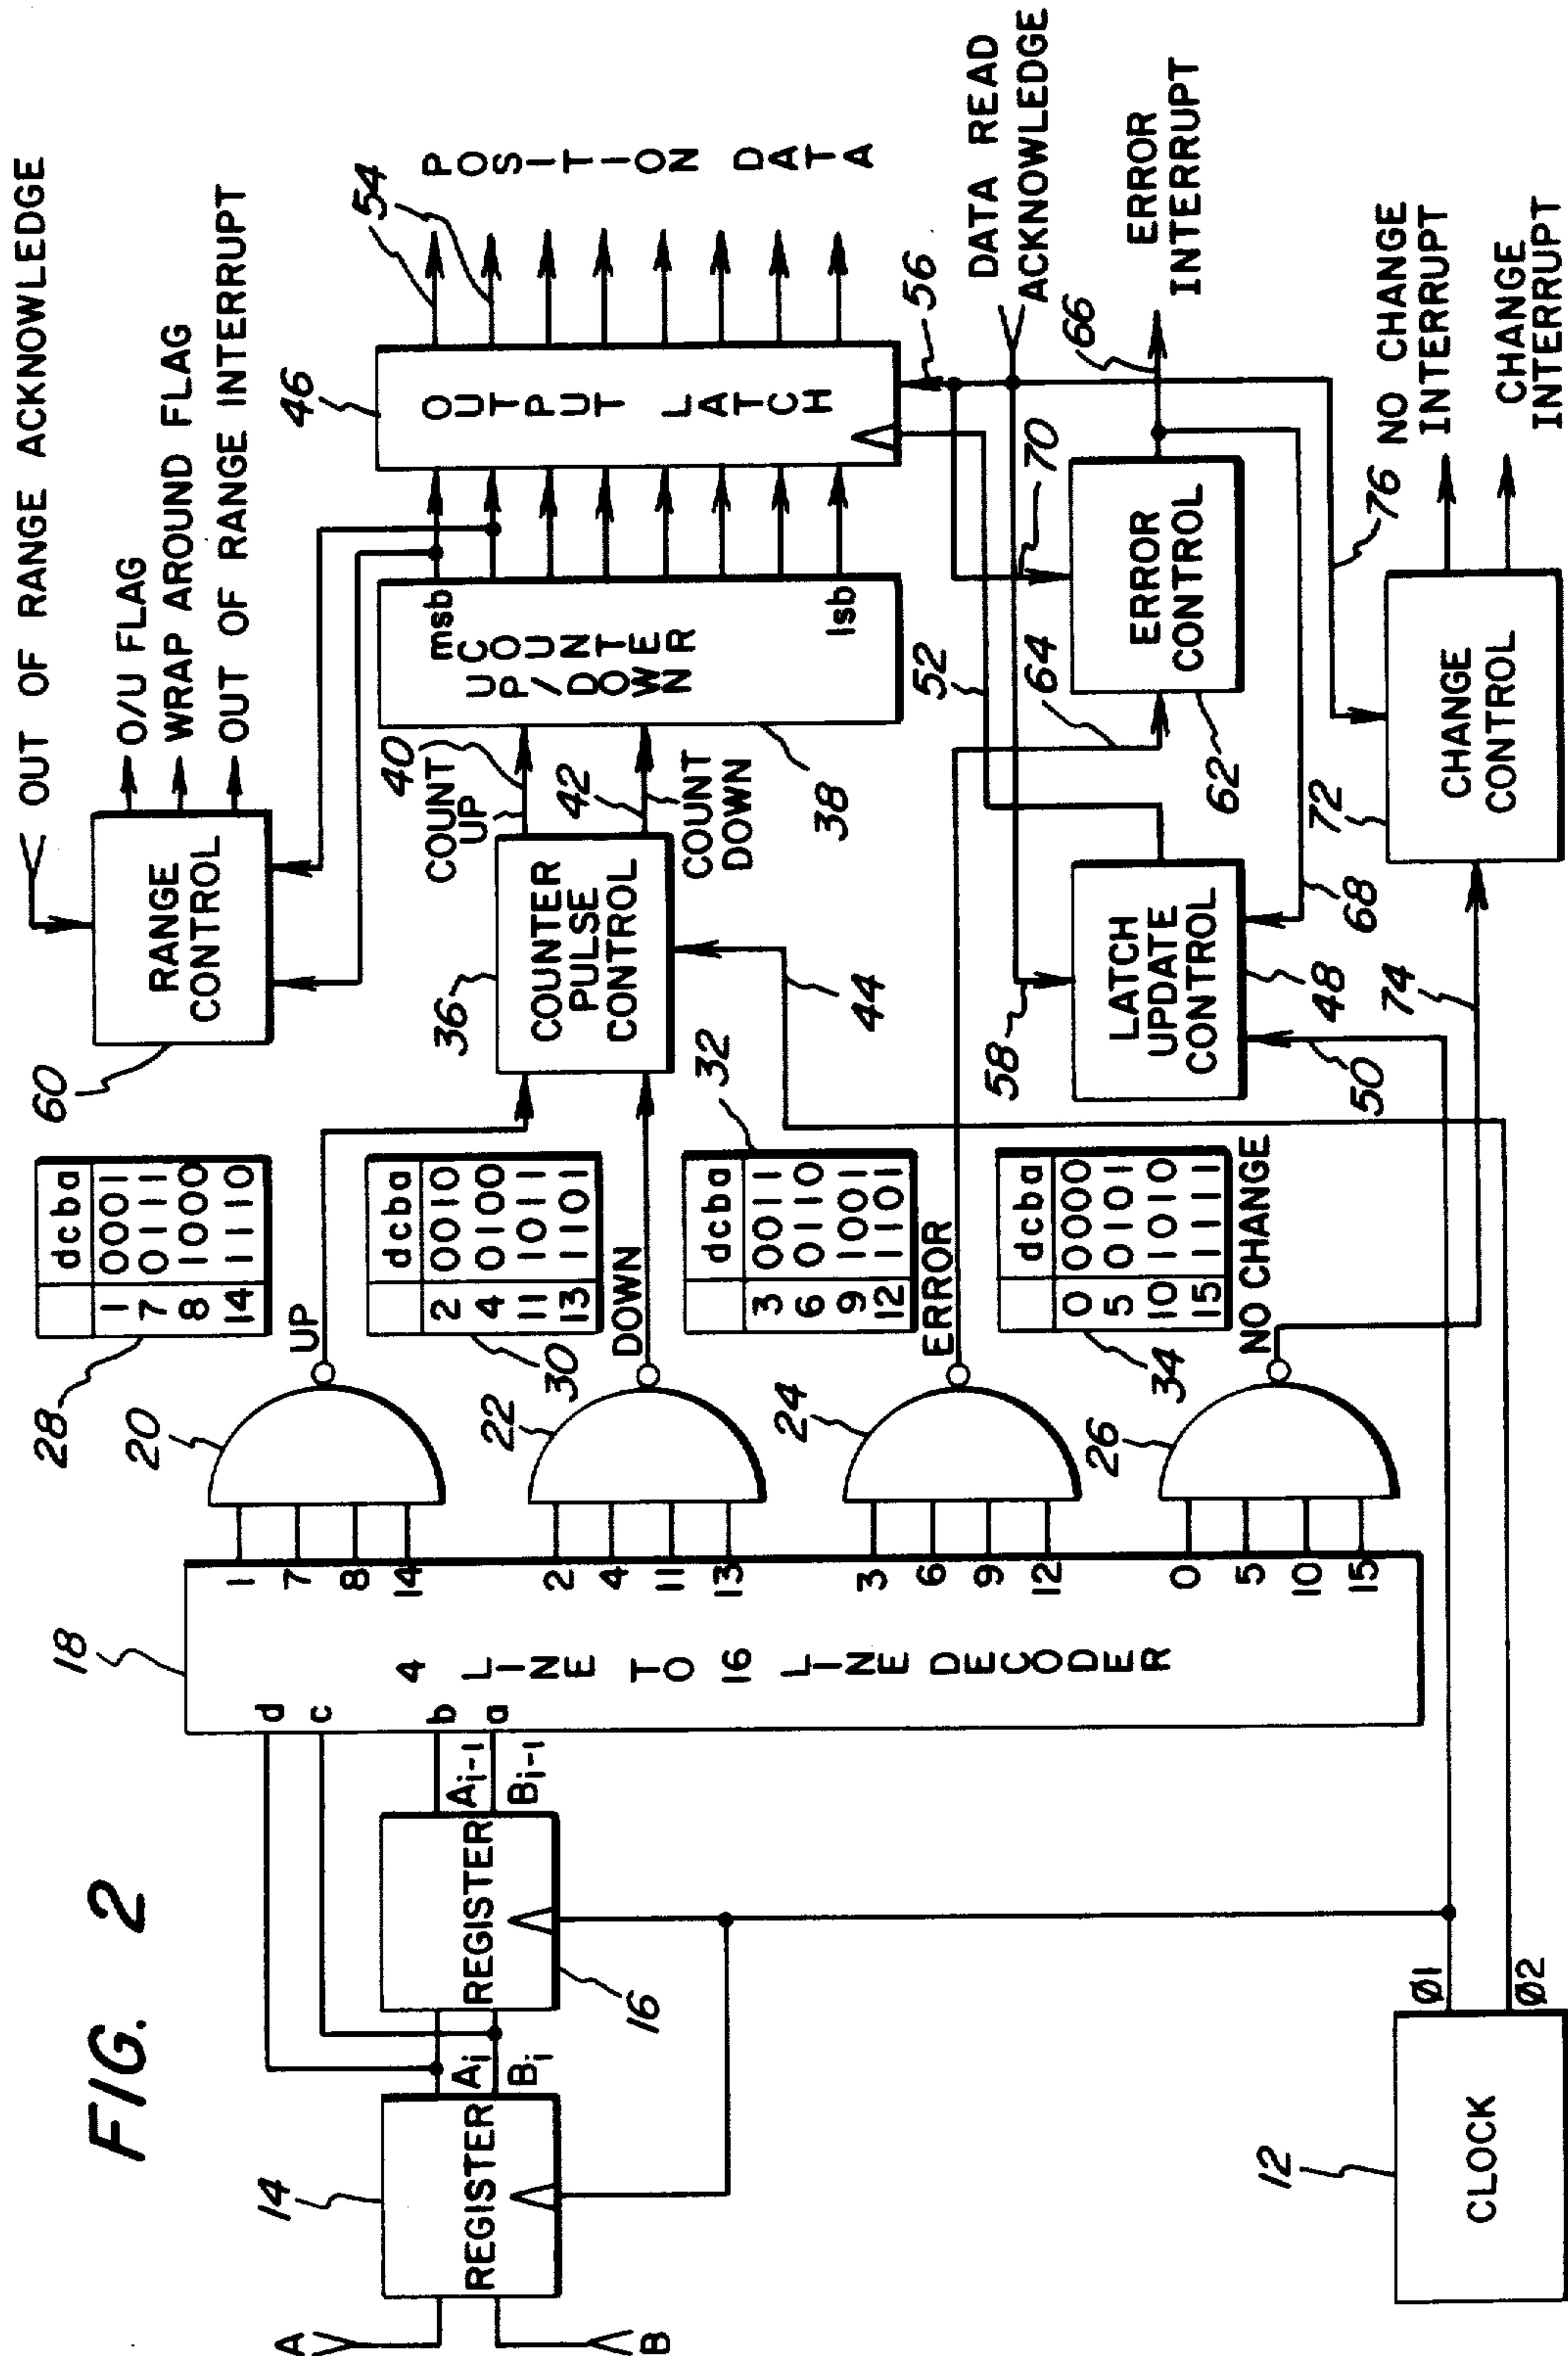 FIG. 2
OUT OF RANGE ACKNOWLEDGE
O/U FLAG
WRAP AROUND FLAG
OUT OF RANGE INTERRUPT
RANGE
CONTROL
60
28
dcba
1 0001
7 0111
8 1000
14 1110
UP
20
30
dcba
2 0010
4 0100
11 1011
13 1101
DOWN
22
32
dcba
3 0011
6 0110
9 1001
12 1101
ERROR
24
34
dcba
0 0000
5 0101
10 1010
15 1111
NO CHANGE
26
18
d
c
b
a
4 LINE TO 16 LINE DECODER
1
7
8
14
2
4
11
13
3
6
9
12
0
5
10
15
A
B
14
REGISTER
Ai
Bi
REGISTER
16
Ai-1
Bi-1
12
CLOCK
Ø1
Ø2
36
COUNTER
PULSE
CONTROL
44
COUNT
UP
40
42
COUNT
DOWN
38
UP/DOWN
COUNTER
msb
lsb
46
OUTPUT LATCH
54
POSITION DATA
56
DATA READ
ACKNOWLEDGE
52
58
LATCH
UPDATE
CONTROL
48
50
64
62
ERROR
CONTROL
70
66
68
ERROR
INTERRUPT
72
74
CHANGE
CONTROL
76
NO CHANGE
INTERRUPT
CHANGE
INTERRUPT